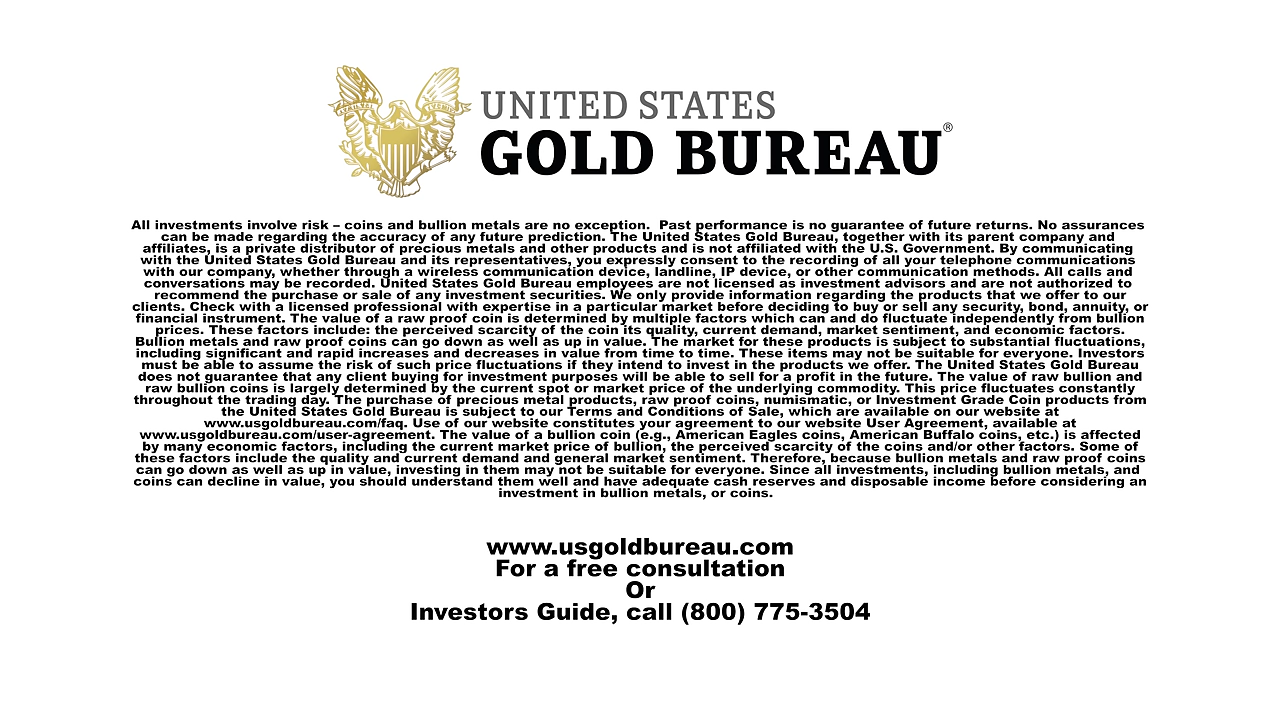 UNITED STATES
GOLD BUREAU®
All investments involve risk – coins and bullion metals are no exception.  Past performance is no guarantee of future returns. No assurances
can be made regarding the accuracy of any future prediction. The United States Gold Bureau, together with its parent company and
affiliates, is a private distributor of precious metals and other products and is not affiliated with the U.S. Government. By communicating
with the United States Gold Bureau and its representatives, you expressly consent to the recording of all your telephone communications
with our company, whether through a wireless communication device, landline, IP device, or other communication methods. All calls and
conversations may be recorded. United States Gold Bureau employees are not licensed as investment advisors and are not authorized to
recommend the purchase or sale of any investment securities. We only provide information regarding the products that we offer to our
clients. Check with a licensed professional with expertise in a particular market before deciding to buy or sell any security, bond, annuity, or
financial instrument. The value of a raw proof coin is determined by multiple factors which can and do fluctuate independently from bullion
prices. These factors include: the perceived scarcity of the coin its quality, current demand, market sentiment, and economic factors.
Bullion metals and raw proof coins can go down as well as up in value. The market for these products is subject to substantial fluctuations,
including significant and rapid increases and decreases in value from time to time. These items may not be suitable for everyone. Investors
must be able to assume the risk of such price fluctuations if they intend to invest in the products we offer. The United States Gold Bureau
does not guarantee that any client buying for investment purposes will be able to sell for a profit in the future. The value of raw bullion and
raw bullion coins is largely determined by the current spot or market price of the underlying commodity. This price fluctuates constantly
throughout the trading day. The purchase of precious metal products, raw proof coins, numismatic, or Investment Grade Coin products from
the United States Gold Bureau is subject to our Terms and Conditions of Sale, which are available on our website at
www.usgoldbureau.com/faq. Use of our website constitutes your agreement to our website User Agreement, available at
www.usgoldbureau.com/user-agreement. The value of a bullion coin (e.g., American Eagles coins, American Buffalo coins, etc.) is affected
by many economic factors, including the current market price of bullion, the perceived scarcity of the coins and/or other factors. Some of
these factors include the quality and current demand and general market sentiment. Therefore, because bullion metals and raw proof coins
can go down as well as up in value, investing in them may not be suitable for everyone. Since all investments, including bullion metals, and
coins can decline in value, you should understand them well and have adequate cash reserves and disposable income before considering an
investment in bullion metals, or coins.
www.usgoldbureau.com
For a free consultation
Or
Investors Guide, call (800) 775-3504